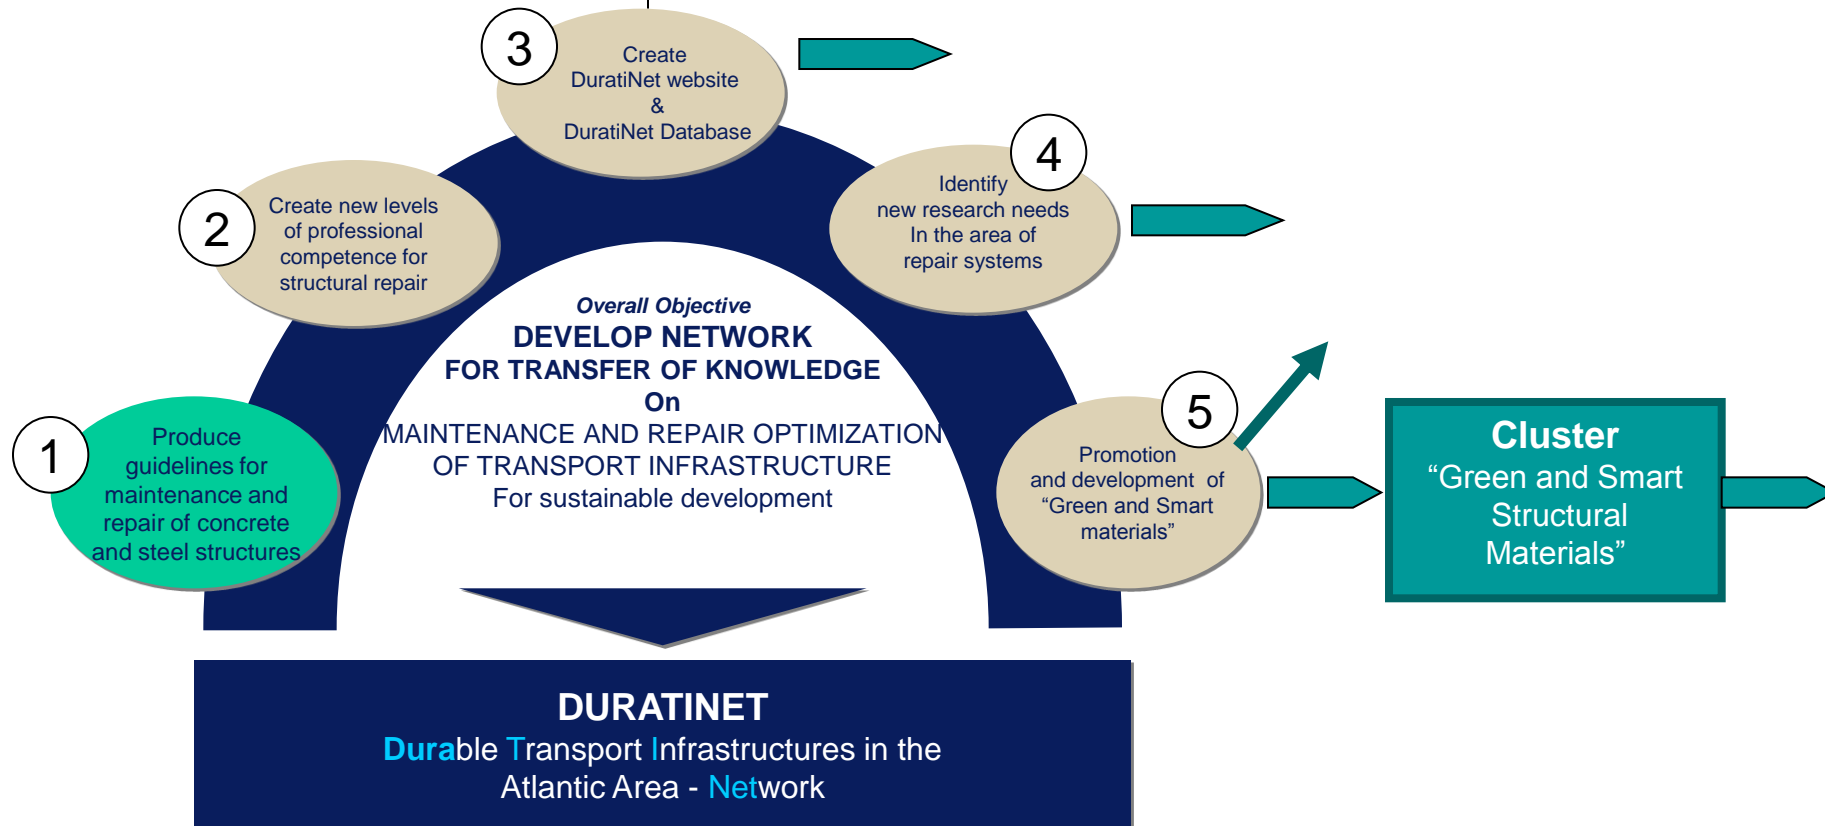 3
Create
DuratiNet website
&
DuratiNet Database
4
Identify
new research needs
In the area of
repair systems
2
Create new levels
of professional
competence for
structural repair
Overall Objective
DEVELOP NETWORK
FOR TRANSFER OF KNOWLEDGE
On
MAINTENANCE AND REPAIR OPTIMIZATION
OF TRANSPORT INFRASTRUCTURE
For sustainable development
1
Produce
guidelines for
maintenance and
repair of concrete
and steel structures
5
Promotion
and development of
“Green and Smart
materials”
Cluster
“Green and Smart
Structural
Materials”
DURATINET
Durable Transport Infrastructures in the
Atlantic Area - Network